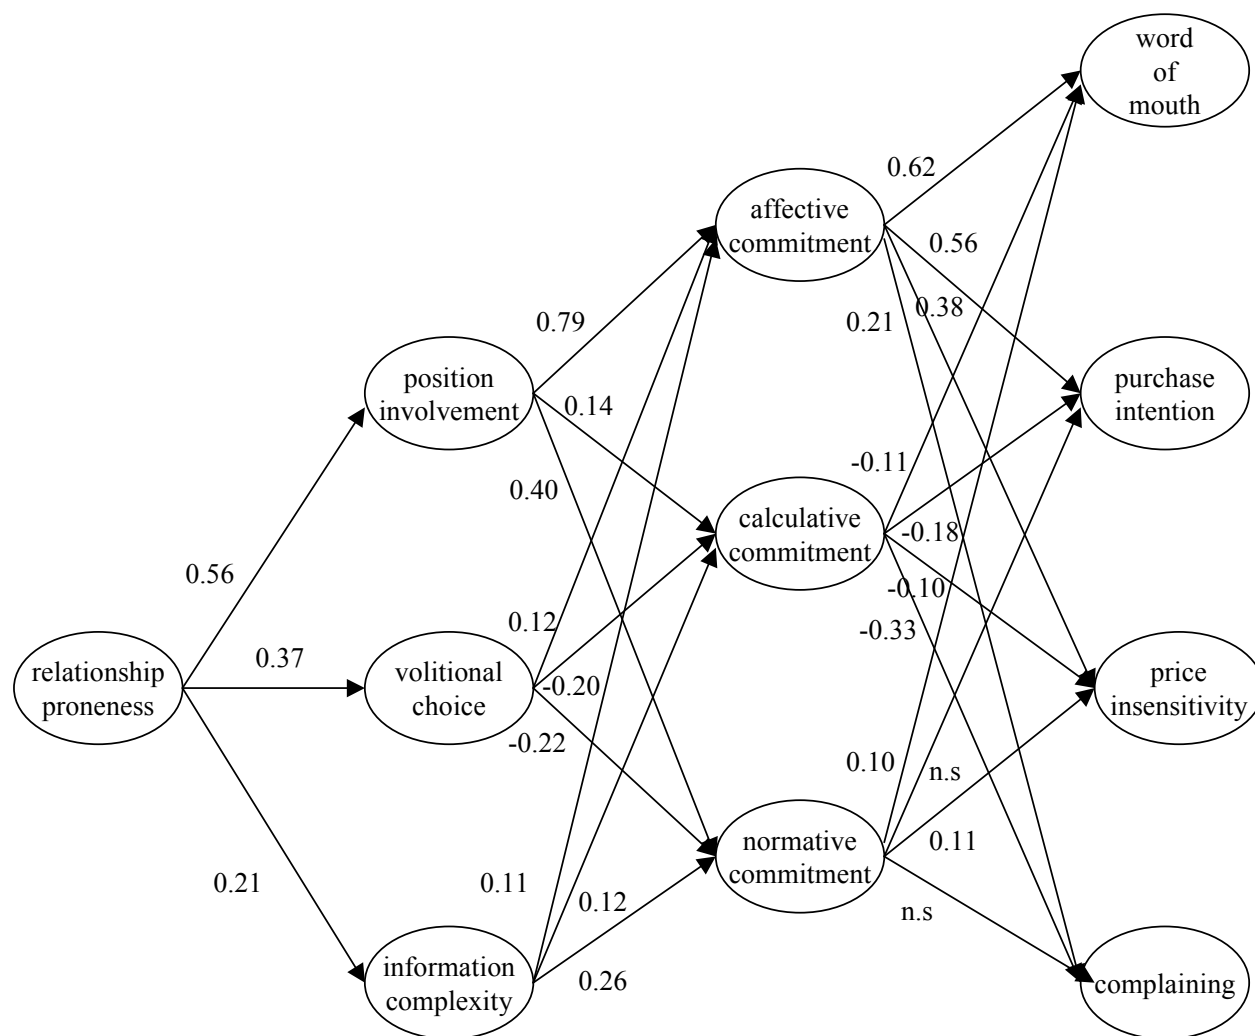 word
of
mouth
0.62
affective
commitment
0.56
0.79
0.21
0.38
position
involvement
purchase
intention
0.14
-0.11
0.40
calculative
commitment
-0.18
0.56
-0.10
0.12
-0.33
0.37
relationship
proneness
volitional
choice
-0.20
price
insensitivity
-0.22
0.10
n.s
normative
commitment
0.11
0.21
0.11
0.12
n.s
information
complexity
0.26
complaining